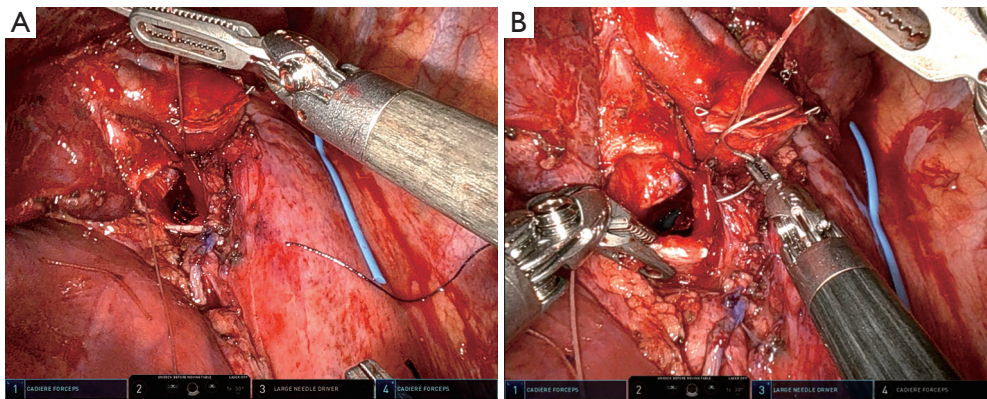 A
B
1 CADIERE FORCEPS
2
3 LARGE NEEDLE DRIVER
4 CADIERE FORCEPS
1 CADIERE FORCEPS
2
3 LARGE NEEDLE DRIVER
4 CADIERE FORCEPS